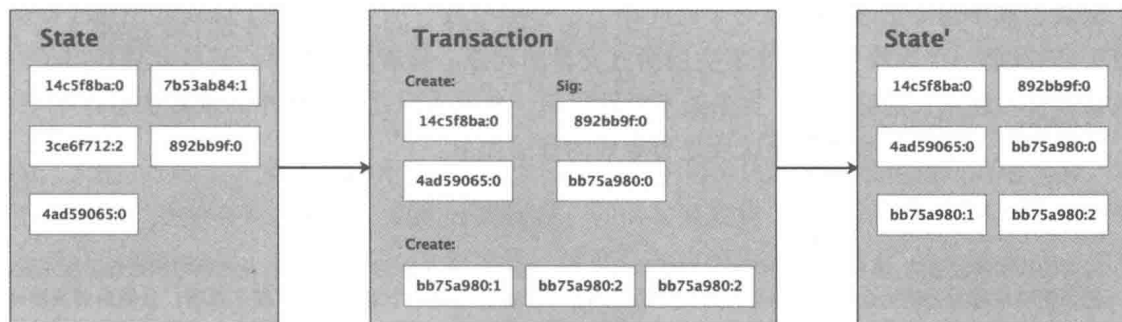 State
14c5f8ba:0 7b53ab84:1
3ce6f712:2 892bb9f:0
4ad59065:0
Transaction
Create: Sig:
14c5f8ba:0 892bb9f:0
4ad59065:0 bb75a980:0
Create:
bb75a980:1 bb75a980:2 bb75a980:2
State'
14c5f8ba:0 892bb9f:0
4ad59065:0 bb75a980:0
bb75a980:1 bb75a980:2